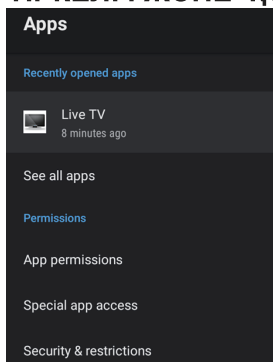 Apps
Recently opened apps
Live TV
8 minutes ago
See all apps
Permissions
App permissions
Special app access
Security & restrictions